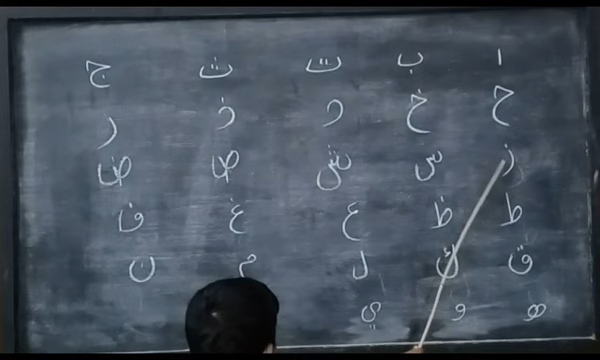 ا ب ت ث ج
ح خ د ذ ر
ز س ش ص ض
ط ظ ع غ ف
ق ك ل م ن
ه و ي